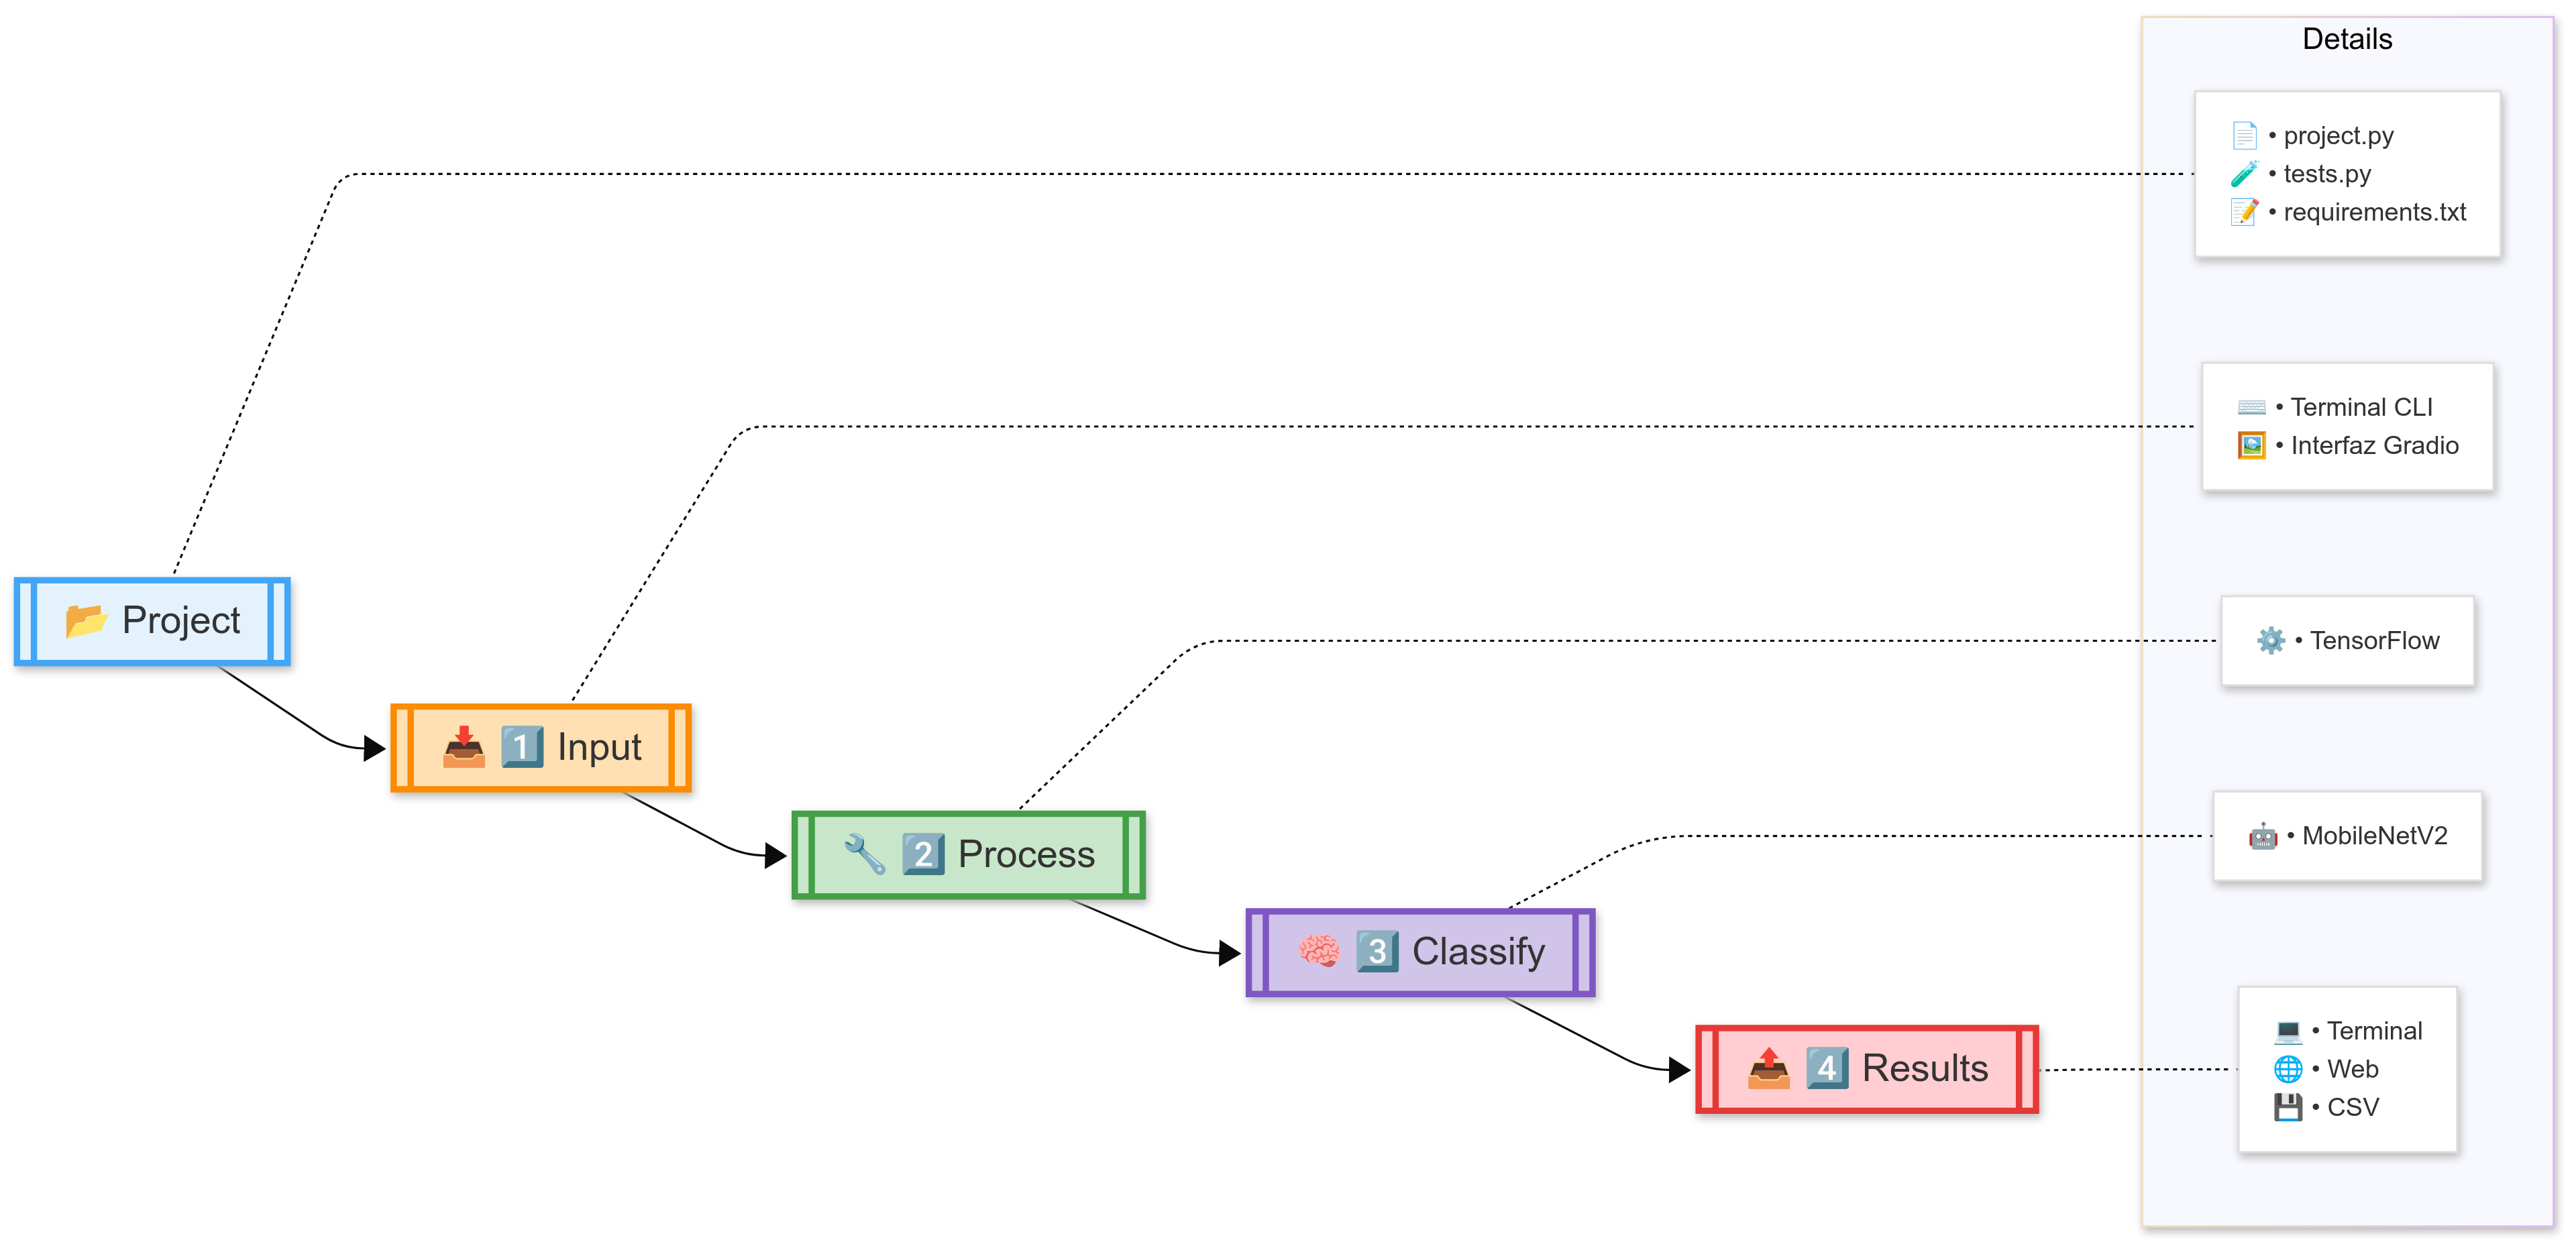 Details
📄 • project.py
🧪 • tests.py
📝 • requirements.txt
⌨️ • Terminal CLI
🖼️ • Interfaz Gradio
📂 Project
⚙️ • TensorFlow
📥 1️⃣ Input
🔧 2️⃣ Process
🤖 • MobileNetV2
🧠 3️⃣ Classify
📤 4️⃣ Results
💻 • Terminal
🌐 • Web
💾 • CSV